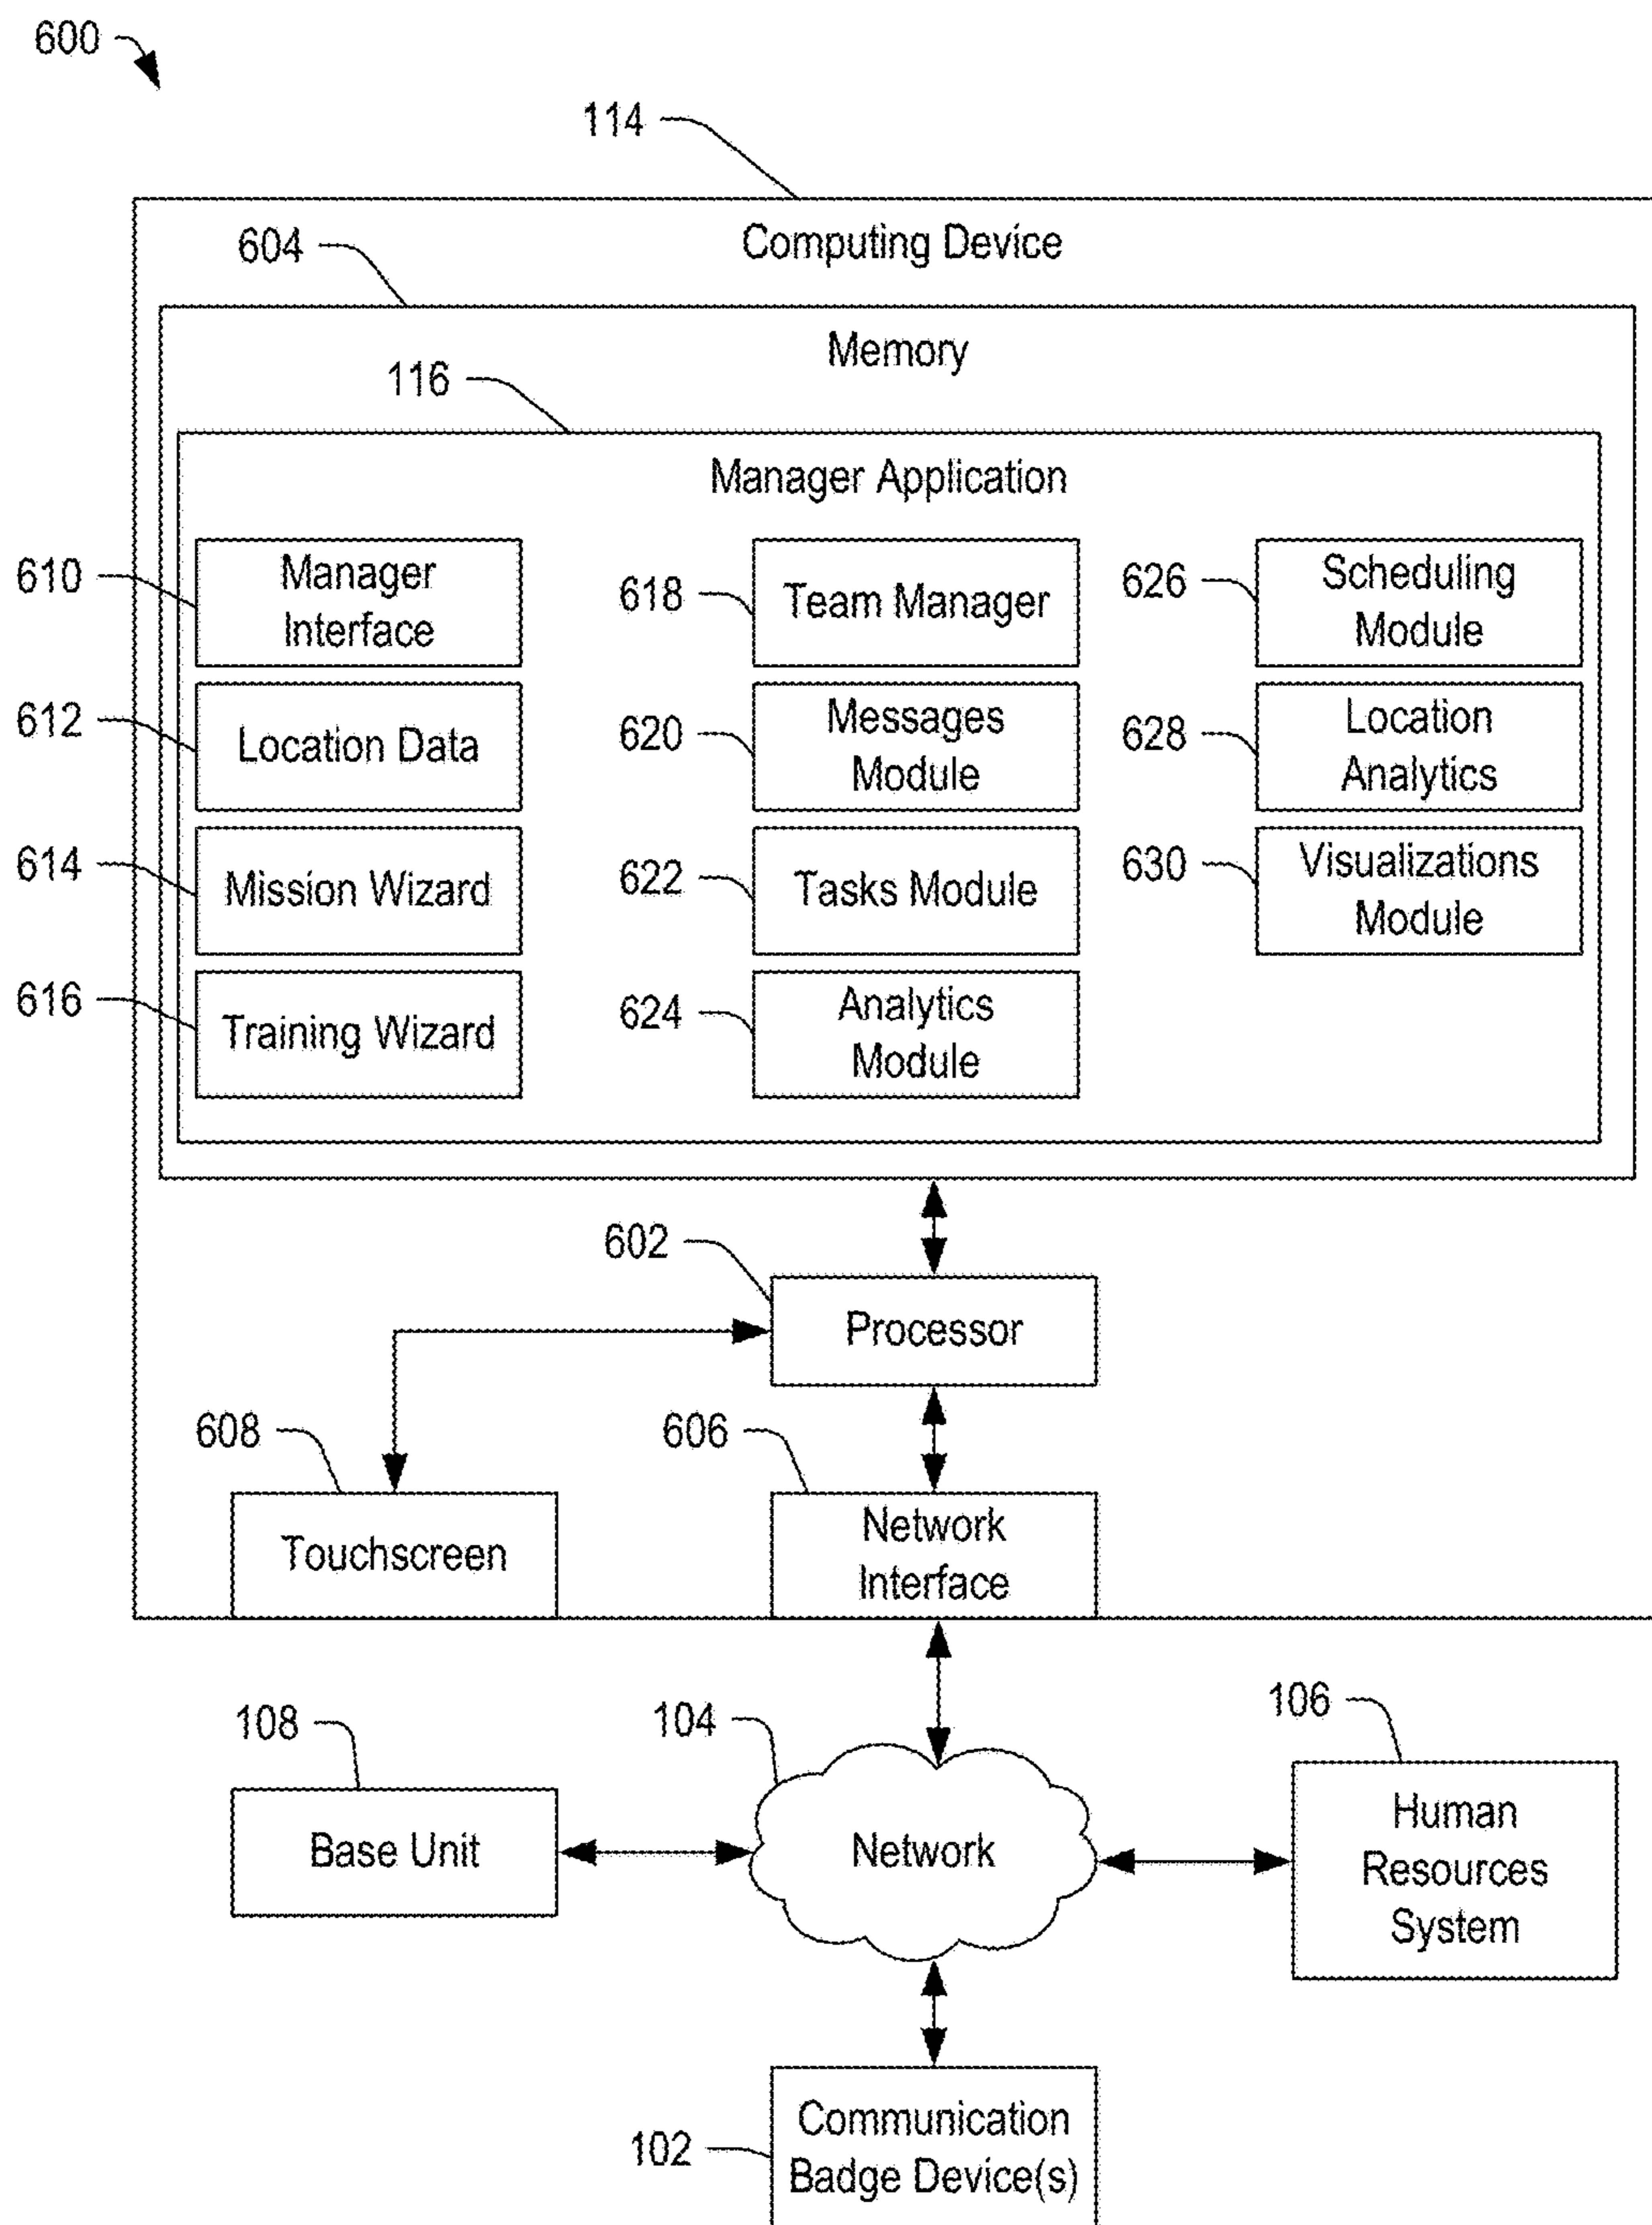 600
114
Computing Device
604
Memory
116
Manager Application
610
Manager
Interface
618
Team Manager
626
Scheduling
Module
612
Location Data
620
Messages
Module
628
Location
Analytics
614
Mission Wizard
622
Tasks Module
630
Visualizations
Module
616
Training Wizard
624
Analytics
Module
602
Processor
608
Touchscreen
606
Network
Interface
108
Base Unit
104
Network
106
Human
Resources
System
102
Communication
Badge Device(s)